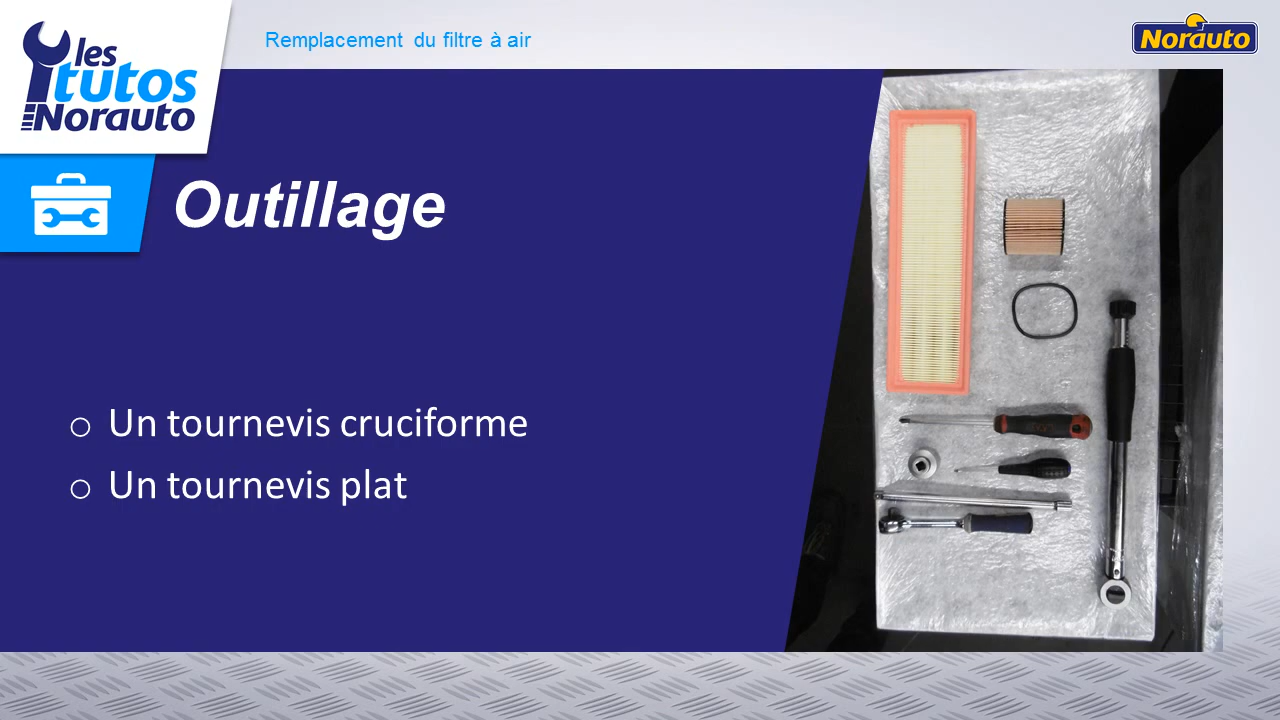 les
tutos
Norauto
Remplacement du filtre à air
Norauto
Outillage
Un tournevis cruciforme
Un tournevis plat